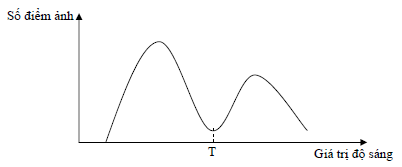 Số điểm ảnh
T
Giá trị độ sáng